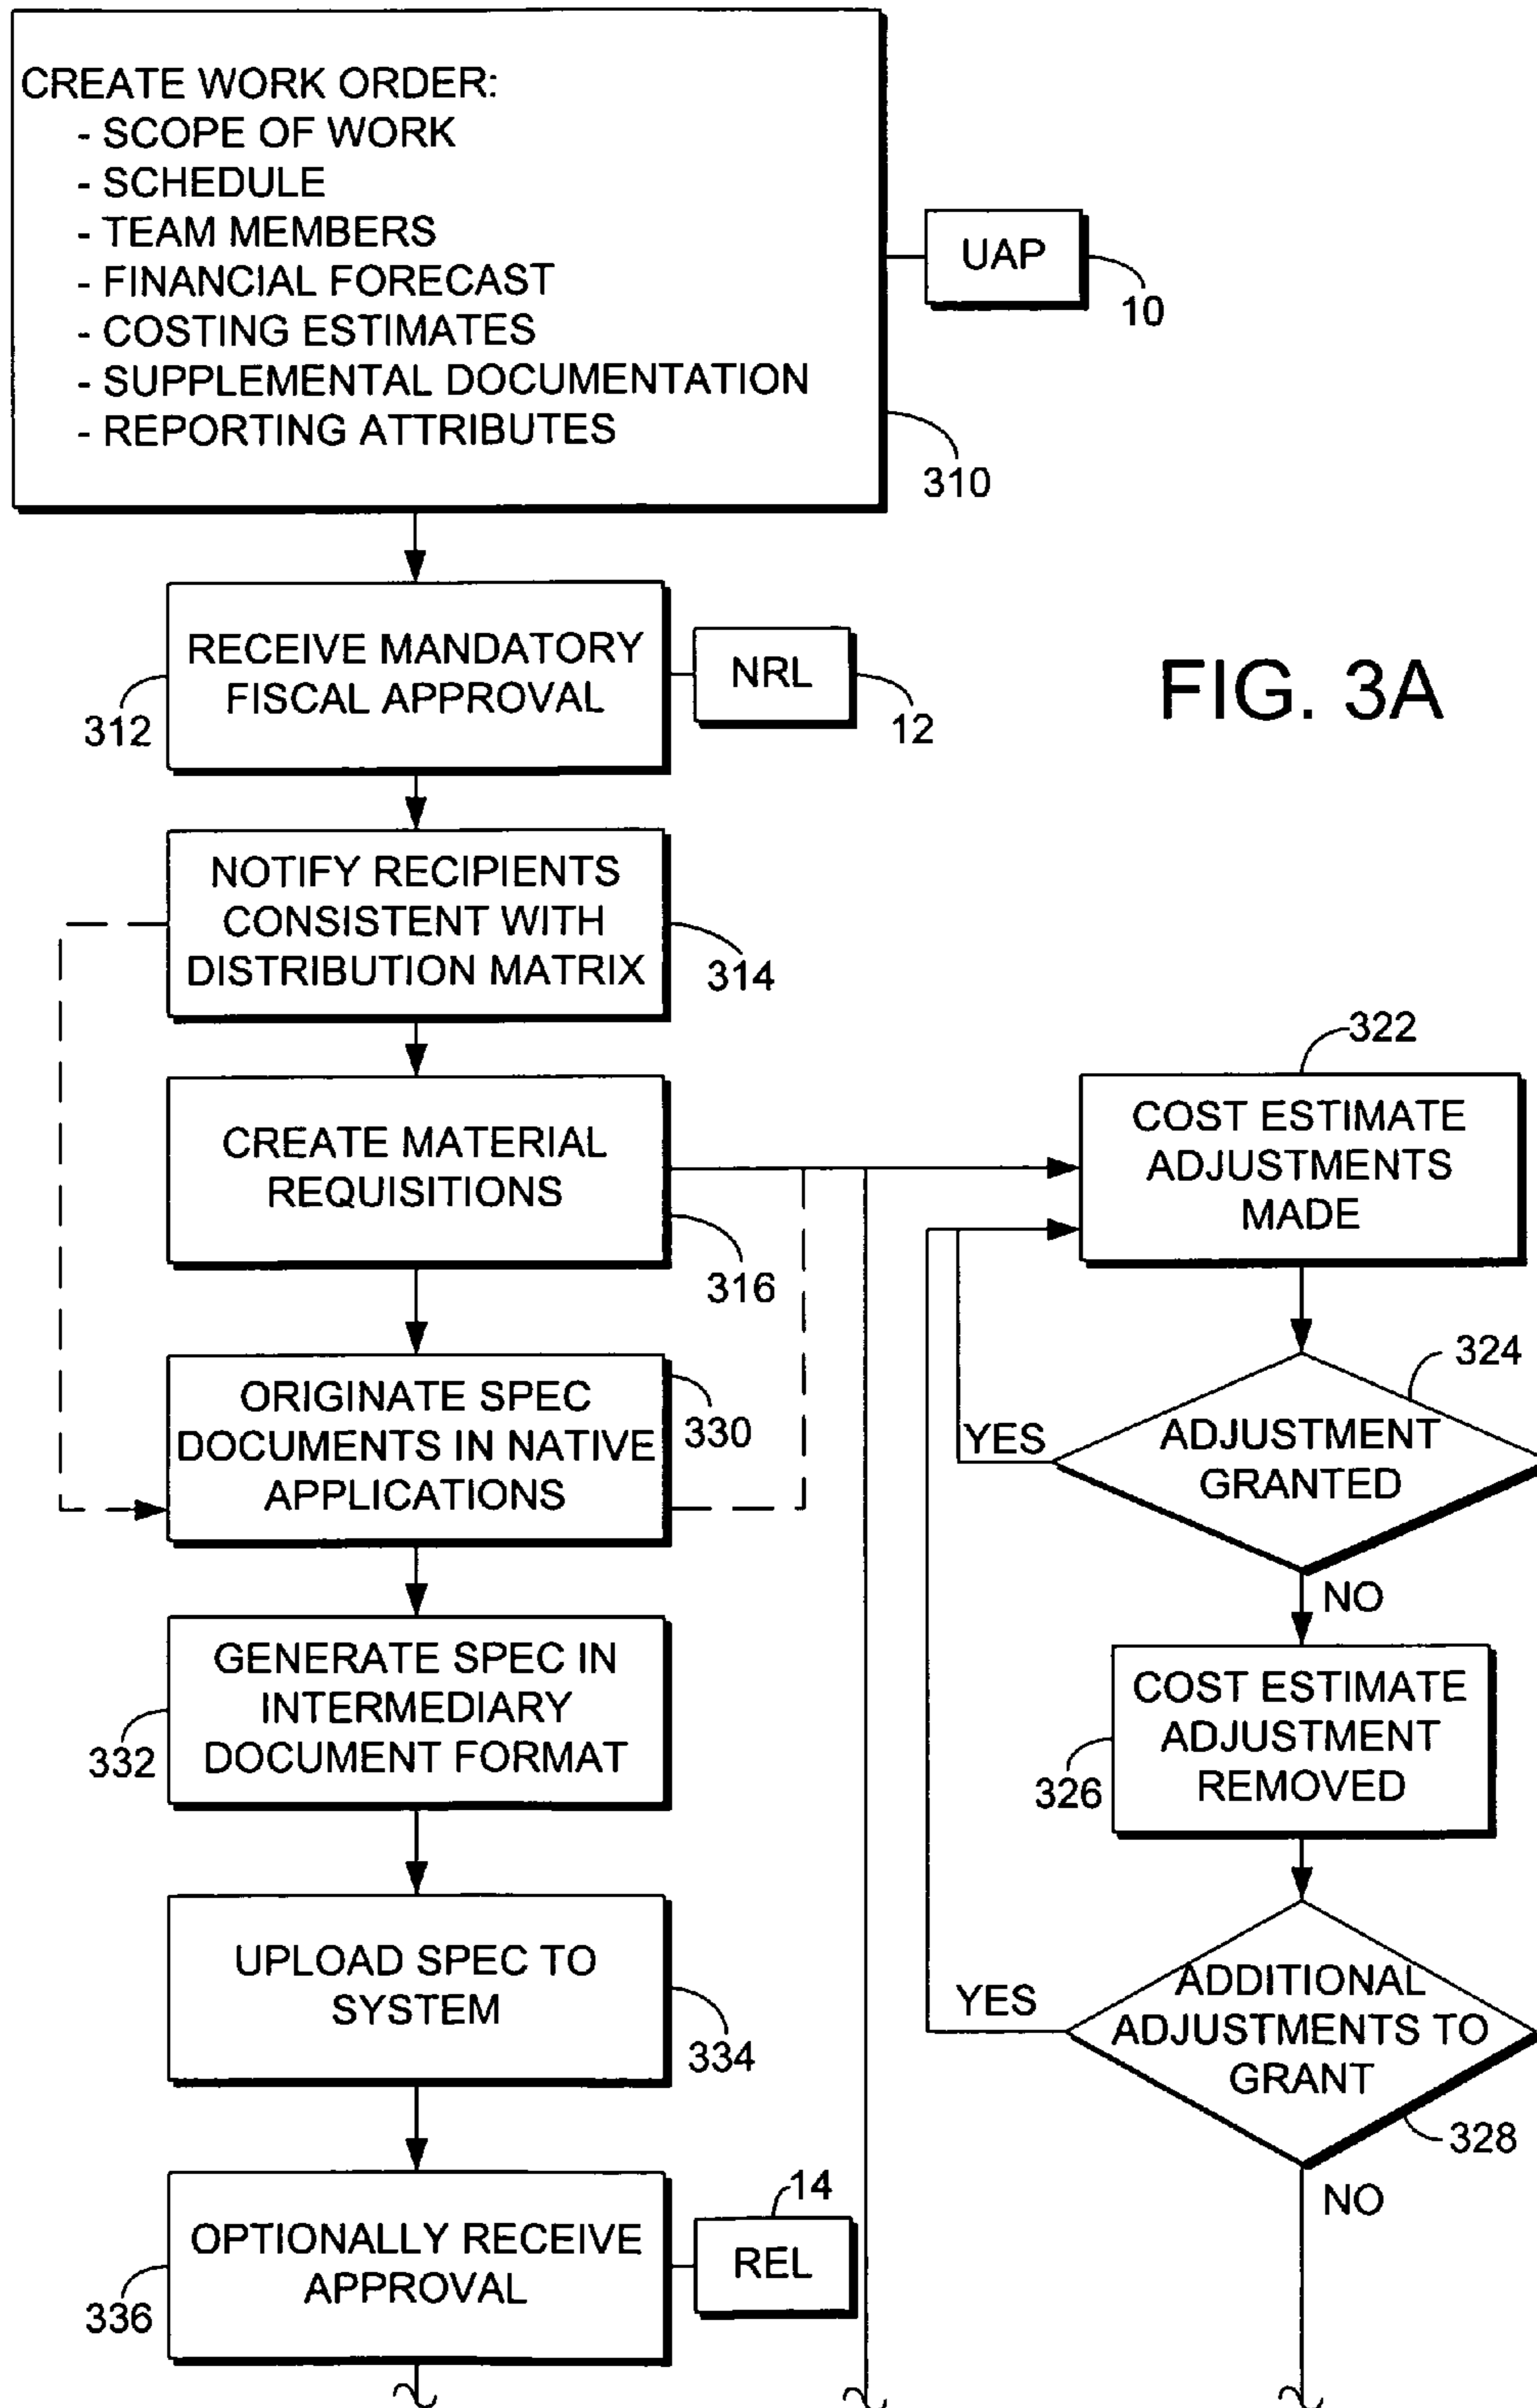 CREATE WORK ORDER:
- SCOPE OF WORK
- SCHEDULE
- TEAM MEMBERS
- FINANCIAL FORECAST
- COSTING ESTIMATES
- SUPPLEMENTAL DOCUMENTATION
- REPORTING ATTRIBUTES
310
UAP
10
RECEIVE MANDATORY
FISCAL APPROVAL
312
NRL
12
FIG. 3A
NOTIFY RECIPIENTS
CONSISTENT WITH
DISTRIBUTION MATRIX
314
CREATE MATERIAL
REQUISITIONS
316
322
COST ESTIMATE
ADJUSTMENTS
MADE
ORIGINATE SPEC
DOCUMENTS IN NATIVE
APPLICATIONS
330
324
ADJUSTMENT
GRANTED
YES
NO
GENERATE SPEC IN
INTERMEDIARY
DOCUMENT FORMAT
332
COST ESTIMATE
ADJUSTMENT
REMOVED
326
UPLOAD SPEC TO
SYSTEM
334
ADDITIONAL
ADJUSTMENTS TO
GRANT
YES
328
NO
OPTIONALLY RECEIVE
APPROVAL
336
14
REL